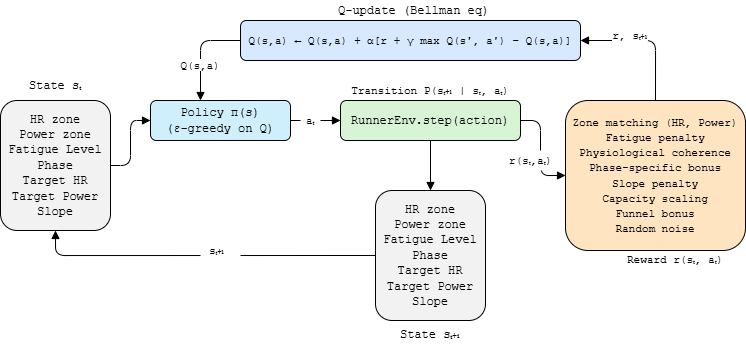 Q-update (Bellman eq)
Q(s,a) ← Q(s,a) + α[r + γ max Q(s′, a′) − Q(s,a)]
r, sₜ₊₁
Q(s,a)
State sₜ
HR zone
Power zone
Fatigue Level
Phase
Target HR
Target Power
Slope
Policy π(s)
(ε-greedy on Q)
aₜ
Transition P(sₜ₊₁ | sₜ, aₜ)
RunnerEnv.step(action)
r(sₜ,aₜ)
Zone matching (HR, Power)
Fatigue penalty
Physiological coherence
Phase-specific bonus
Slope penalty
Capacity scaling
Funnel bonus
Random noise
Reward r(sₜ, aₜ)
HR zone
Power zone
Fatigue Level
Phase
Target HR
Target Power
Slope
State sₜ₊₁
sₜ₊₁